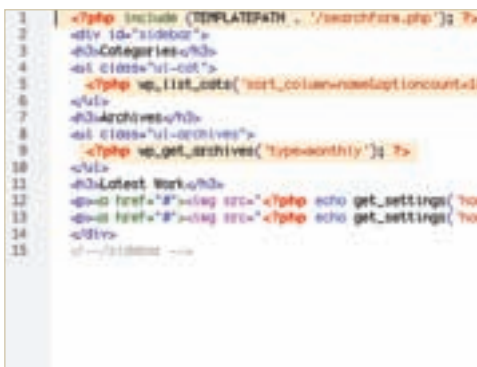 1 <?php include (TEMPLATEPATH . '/searchform.php'); ?>
2 <div id="sidebar">
3 <h3>Categories</h3>
4 <ul class="ul-cat">
5 <?php wp_list_cats('sort_column=name&optioncount=1
6 </ul>
7 <h3>Archives</h3>
8 <ul class="ul-archives">
9 <?php wp_get_archives('type=monthly'); ?>
10 </ul>
11 <h3>Latest Work</h3>
12 <p><a href="#"><img src="<?php echo get_settings('ho
13 <p><a href="#"><img src="<?php echo get_settings('ho
14 </div>
15 <!--/sidebar -->